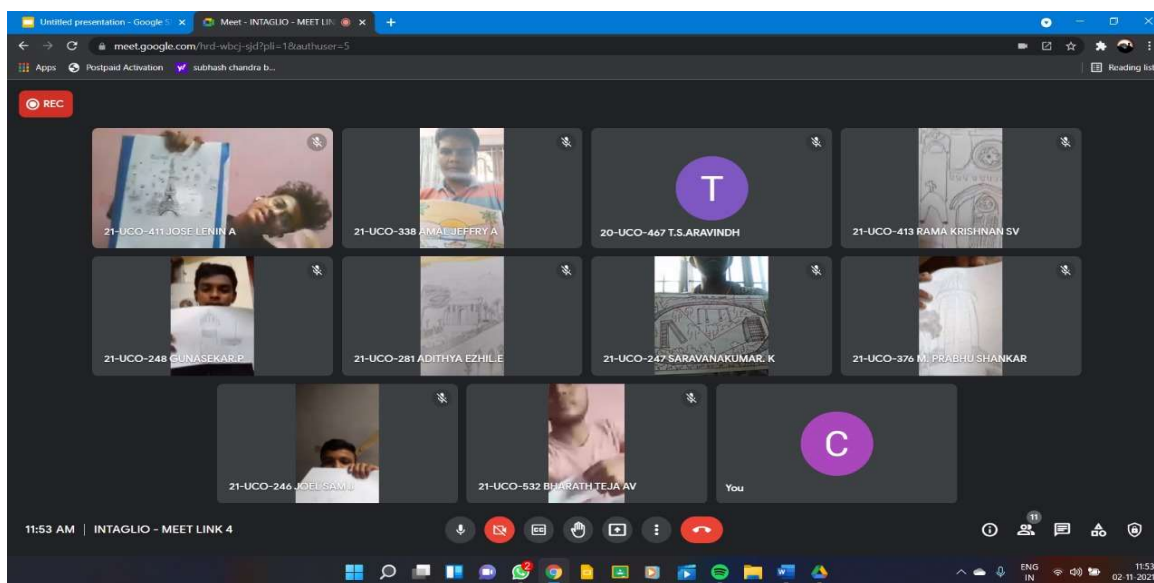 Untitled presentation - Google S
Meet - INTAGLIO - MEET LIN
meet.google.com/hrd-wbcj-sjd?pli=1&authuser=5
Apps
Postpaid Activation
subhash chandra b...
Reading list
REC
21-UCO-411 JOSE LENIN A
21-UCO-338 AMAL JEFFRY A
T
20-UCO-467 T.S.ARAVINDH
21-UCO-413 RAMA KRISHNAN SV
21-UCO-248 GUNASEKAR.P
21-UCO-281 ADITHYA EZHIL.E
21-UCO-247 SARAVANAKUMAR. K
21-UCO-376 M. PRABHU SHANKAR
21-UCO-246 JOEL SAM
21-UCO-532 BHARATH TEJA AV
C
You
11:53 AM | INTAGLIO - MEET LINK 4
CC
11
2
ENG
IN
11:53
02-11-2021